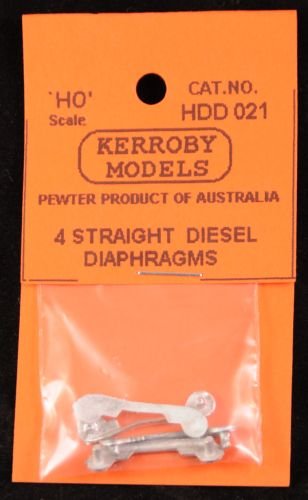 'HO'
Scale
CAT.NO.
HDD 021
KERROBY
MODELS
PEWTER PRODUCT OF AUSTRALIA
4 STRAIGHT DIESEL
DIAPHRAGMS